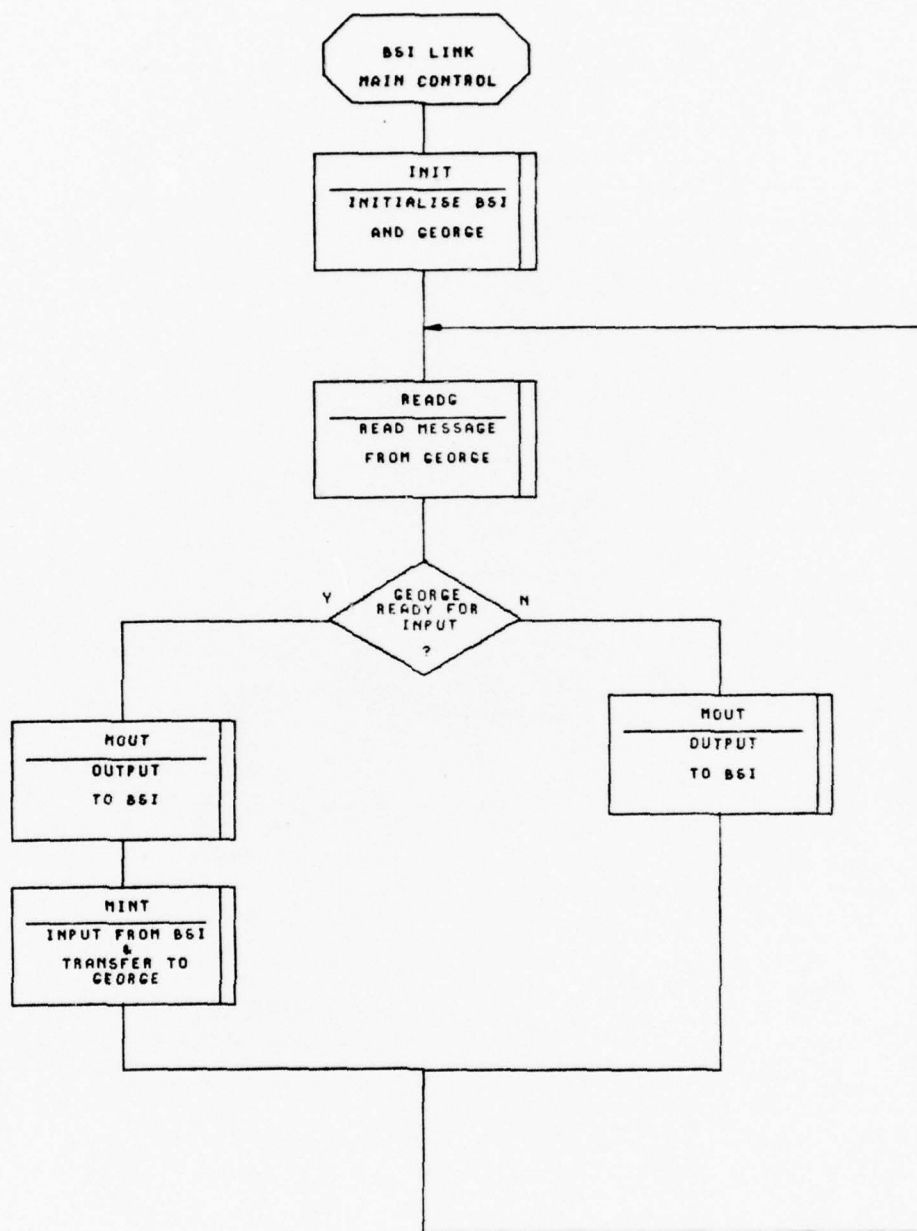 BSI LINK
MAIN CONTROL
INIT
INITIALISE BSI
AND GEORGE
READG
READ MESSAGE
FROM GEORGE
Y
GEORGE
READY FOR
INPUT
?
N
MOUT
OUTPUT
TO BSI
MOUT
OUTPUT
TO BSI
MINT
INPUT FROM BSI
&
TRANSFER TO
GEORGE